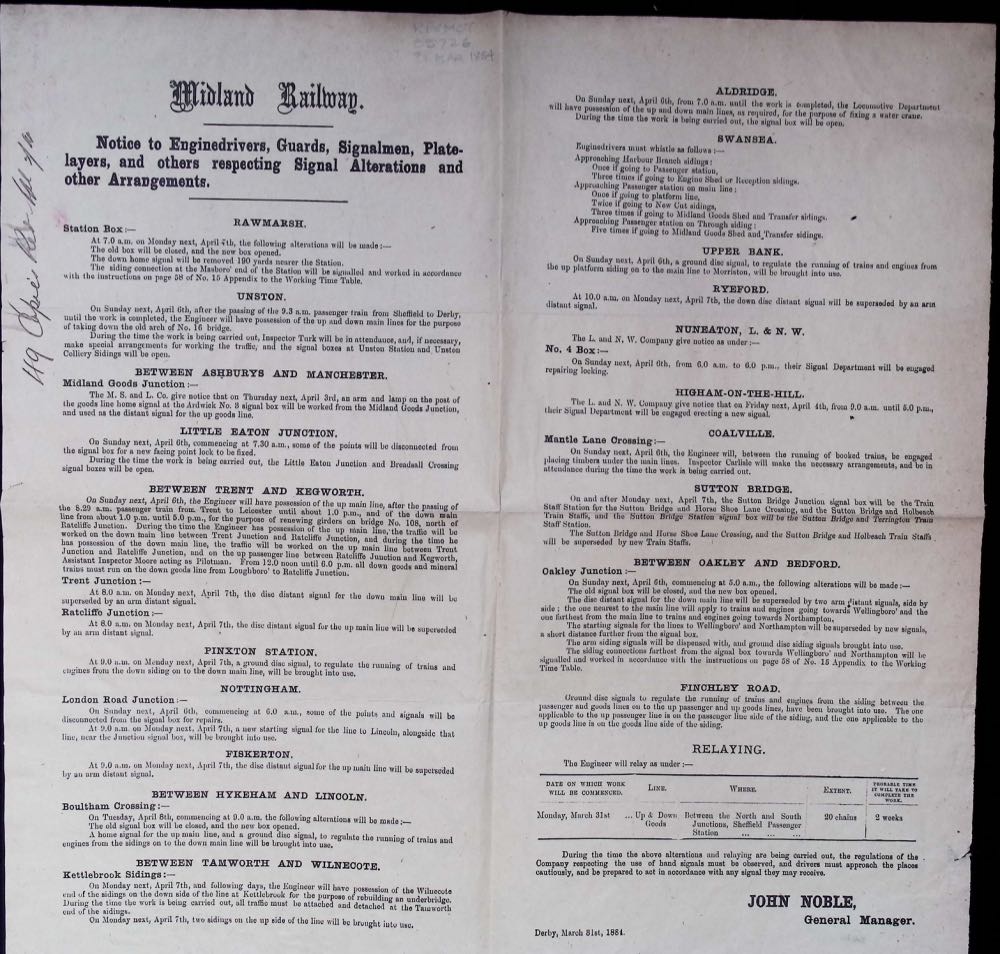 31 MAR 1884
Midland Railway.
Notice to Enginedrivers, Guards, Signalmen, Plate-
layers, and others respecting Signal Alterations and
other Arrangements.
RAWMARSH.
Station Box:—
At 7.0 a.m. on Monday next, April 7th, the following alterations will be made:—
The old box will be closed, and the new box opened.
The down home signal will be removed 190 yards nearer the Station.
The siding connection at the Masboro' end of the Station will be signalled and worked in accordance
with the instructions on page 58 of No. 15 Appendix to the Working Time Table.
UNSTON.
On Sunday next, April 6th, after the passing of the 9.3 a.m. passenger train from Sheffield to Derby,
until the work is completed, the Engineer will have possession of the up and down main lines for the purpose
of taking down the old arch of No. 16 bridge.
During the time the work is being carried out, Inspector Turk will be in attendance, and, if necessary,
make special arrangements for working the traffic, and the signal boxes at Unston Station and Unston
Colliery Sidings will be open.
BETWEEN ASHBURYS AND MANCHESTER.
Midland Goods Junction:—
The M. S. and L. Co. give notice that on Thursday next, April 3rd, an arm and lamp on the post of
the goods line home signal at the Ardwick No. 3 signal box will be worked from the Midland Goods Junction,
and used as the distant signal for the up goods line.
LITTLE EATON JUNCTION.
On Sunday next, April 6th, commencing at 7.30 a.m., some of the points will be disconnected from
the signal box for a new facing point lock to be fixed.
During the time the work is being carried out, the Little Eaton Junction and Breadsall Crossing
signal boxes will be open.
BETWEEN TRENT AND KEGWORTH.
On Sunday next, April 6th, the Engineer will have possession of the up main line, after the passing of
the 8.29 a.m. passenger train from Trent to Leicester until about 1.0 p.m., and of the down main
line from about 1.0 p.m. until 5.0 p.m., for the purpose of renewing girders on bridge No. 108, north of
Ratcliffe Junction. During the time the Engineer has possession of the up main line, the traffic will be
worked on the down main line between Trent Junction and Ratcliffe Junction, and during the time he
has possession of the down main line, the traffic will be worked on the up main line between Trent
Junction and Ratcliffe Junction, and on the up passenger line between Ratcliffe Junction and Kegworth,
Assistant Inspector Moore acting as Pilotman. From 12.0 noon until 6.0 p.m. all down goods and mineral
trains must run on the down goods line from Loughboro' to Ratcliffe Junction.
Trent Junction:—
At 8.0 a.m. on Monday next, April 7th, the disc distant signal for the down main line will be
superseded by an arm distant signal.
Ratcliffe Junction:—
At 8.0 a.m. on Monday next, April 7th, the disc distant signal for the up main line will be superseded
by an arm distant signal.
PINXTON STATION.
At 9.0 a.m. on Monday next, April 7th, a ground disc signal, to regulate the running of trains and
engines from the down siding on to the down main line, will be brought into use.
NOTTINGHAM.
London Road Junction:—
On Sunday next, April 6th, commencing at 6.0 a.m., some of the points and signals will be
disconnected from the signal box for repairs.
At 9.0 a.m. on Monday next, April 7th, a new starting signal for the line to Lincoln, alongside that
line, near the Junction signal box, will be brought into use.
FISKERTON.
At 9.0 a.m. on Monday next, April 7th, the disc distant signal for the up main line will be superseded
by an arm distant signal.
BETWEEN HYKEHAM AND LINCOLN.
Boultham Crossing:—
On Tuesday, April 8th, commencing at 9.0 a.m. the following alterations will be made:—
The old signal box will be closed, and the new box opened.
A home signal for the up main line, and a ground disc signal, to regulate the running of trains and
engines from the sidings on to the down main line will be brought into use.
BETWEEN TAMWORTH AND WILNECOTE.
Kettlebrook Sidings:—
On Monday next, April 7th, and following days, the Engineer will have possession of the Wilnecote
end of the sidings on the down side of the line at Kettlebrook for the purpose of rebuilding an underbridge.
During the time the work is being carried out, all traffic must be attached and detached at the Tamworth
end of the sidings.
On Monday next, April 7th, two sidings on the up side of the line will be brought into use.
ALDRIDGE.
On Sunday next, April 6th, from 7.0 a.m. until the work is completed, the Locomotive Department
will have possession of the up and down main lines, as required, for the purpose of fixing a water crane.
During the time the work is being carried out, the signal box will be open.
SWANSEA.
Enginedrivers must whistle as follows:—
Approaching Harbour Branch sidings:
Once if going to Passenger station,
Three times if going to Engine Shed or Reception sidings.
Approaching Passenger station on main line:
Once if going to platform line,
Twice if going to New Cut sidings,
Three times if going to Midland Goods Shed and Transfer sidings.
Approaching Passenger station on Through siding:
Five times if going to Midland Goods Shed and Transfer sidings.
UPPER BANK.
On Sunday next, April 6th, a ground disc signal, to regulate the running of trains and engines from
the up platform siding on to the main line to Morriston, will be brought into use.
RYEFORD.
At 10.0 a.m. on Monday next, April 7th, the down disc distant signal will be superseded by an arm
distant signal.
NUNEATON, L. & N. W.
The L. and N. W. Company give notice as under:—
No. 4 Box:—
On Sunday next, April 6th, from 6.0 a.m. to 6.0 p.m., their Signal Department will be engaged
repairing locking.
HIGHAM-ON-THE-HILL.
The L. and N. W. Company give notice that on Friday next, April 4th, from 9.0 a.m. until 5.0 p.m.,
their Signal Department will be engaged erecting a new signal.
COALVILLE.
Mantle Lane Crossing:—
On Sunday next, April 6th, the Engineer will, between the running of booked trains, be engaged
placing timbers under the main lines. Inspector Carlisle will make the necessary arrangements, and be in
attendance during the time the work is being carried out.
SUTTON BRIDGE.
On and after Monday next, April 7th, the Sutton Bridge Junction signal box will be the Train
Staff Station for the Sutton Bridge and Horse Shoe Lane Crossing, and the Sutton Bridge and Holbeach
Train Staffs, and the Sutton Bridge Station signal box will be the Sutton Bridge and Terrington Train
Staff Station.
The Sutton Bridge and Horse Shoe Lane Crossing, and the Sutton Bridge and Holbeach Train Staffs
will be superseded by new Train Staffs.
BETWEEN OAKLEY AND BEDFORD.
Oakley Junction:—
On Sunday next, April 6th, commencing at 5.0 a.m., the following alterations will be made:—
The old signal box will be closed, and the new box opened.
The disc distant signal for the down main line will be superseded by two arm distant signals, side by
side; the one nearest to the main line will apply to trains and engines going towards Wellingboro' and the
one furthest from the main line to trains and engines going towards Northampton.
The starting signals for the lines to Wellingboro' and Northampton will be superseded by new signals,
a short distance further from the signal box.
The arm siding signals will be dispensed with, and ground disc siding signals brought into use.
The siding connections farthest from the signal box towards Wellingboro' and Northampton will be
signalled and worked in accordance with the instructions on page 58 of No. 15 Appendix to the Working
Time Table.
FINCHLEY ROAD.
Ground disc signals to regulate the running of trains and engines from the siding between the
passenger and goods lines on to the up passenger and up goods lines, have been brought into use. The one
applicable to the up passenger line is on the passenger line side of the siding, and the one applicable to the
up goods line is on the goods line side of the siding.
RELAYING.
The Engineer will relay as under:—
DATE ON WHICH WORK WILL BE COMMENCED. LINE. WHERE. EXTENT. PROBABLE TIME IT WILL TAKE TO COMPLETE THE WORK.
Monday, March 31st ... Up & Down Goods Between the North and South Junctions, Sheffield Passenger Station ... ... ... 20 chains 2 weeks
During the time the above alterations and relaying are being carried out, the regulations of the
Company respecting the use of hand signals must be observed, and drivers must approach the places
cautiously, and be prepared to act in accordance with any signal they may receive.
JOHN NOBLE,
General Manager.
Derby, March 31st, 1884.